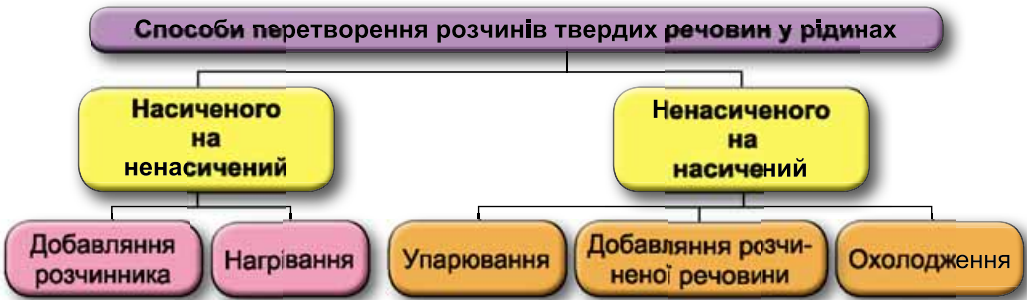 Способи перетворення розчинів твердих речовин у рідинах
Насиченого
на
ненасичений
Ненасиченого
на
насичений
Добавляння
розчинника
Нагрівання
Упарювання
Добавляння розчи-
неної речовини
Охолодження